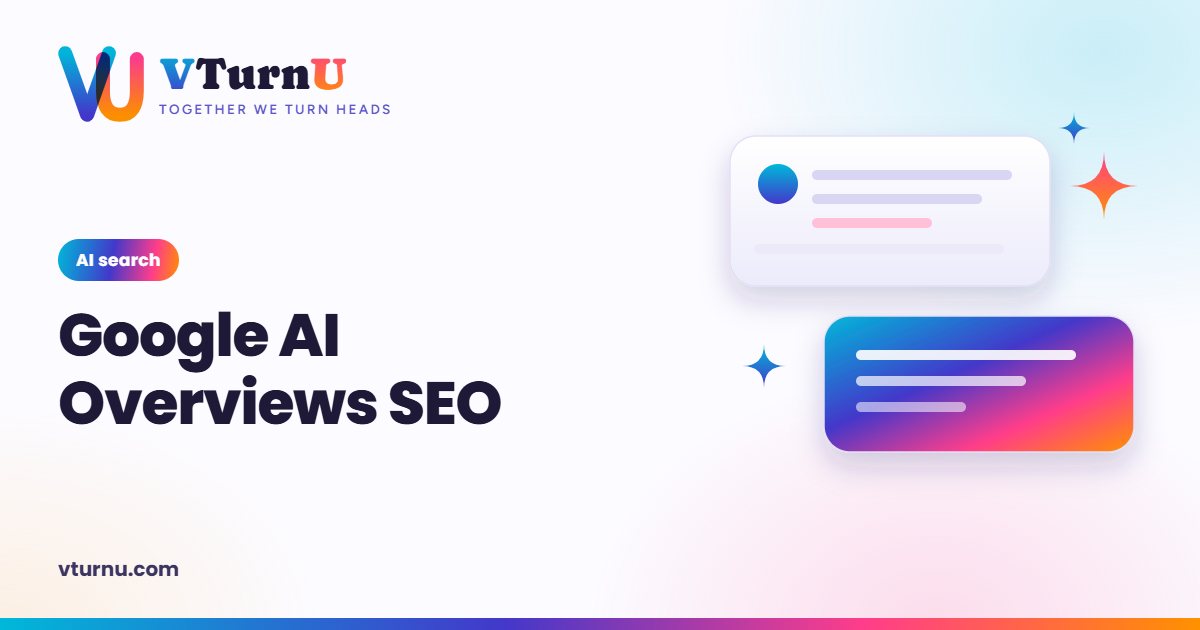 VTurnU
TOGETHER WE TURN HEADS
AI search
Google AI
Overviews SEO
vturnu.com